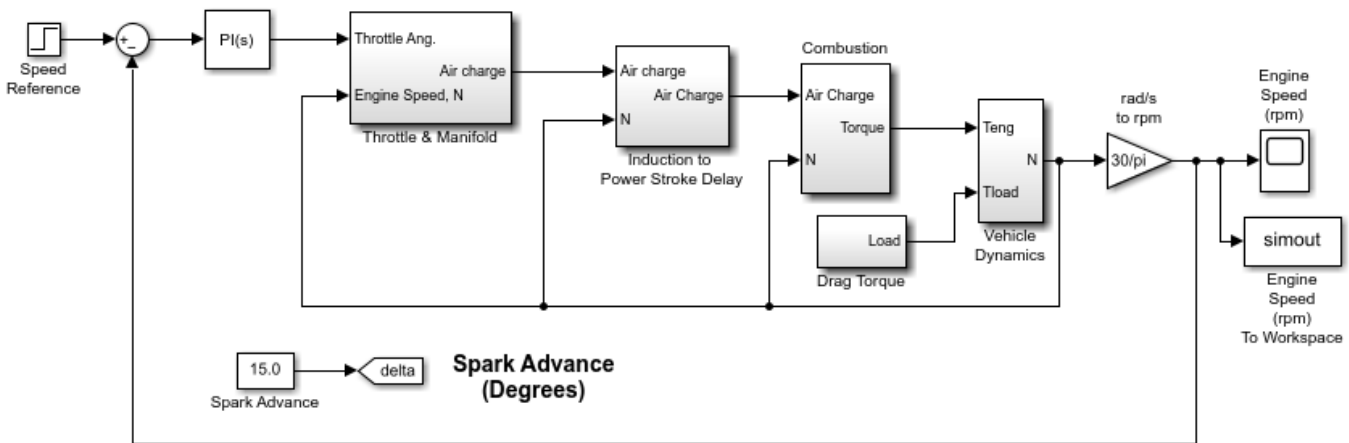 Speed
Reference
+
-
PI(s)
Throttle Ang.
Air charge
Engine Speed, N
Throttle & Manifold
Air charge
Air Charge
N
Induction to
Power Stroke Delay
Combustion
Air Charge
Torque
N
Load
Drag Torque
Teng
N
Tload
Vehicle
Dynamics
rad/s
to rpm
30/pi
Engine
Speed
(rpm)
simout
Engine
Speed
(rpm)
To Workspace
15.0
Spark Advance
delta
Spark Advance
(Degrees)